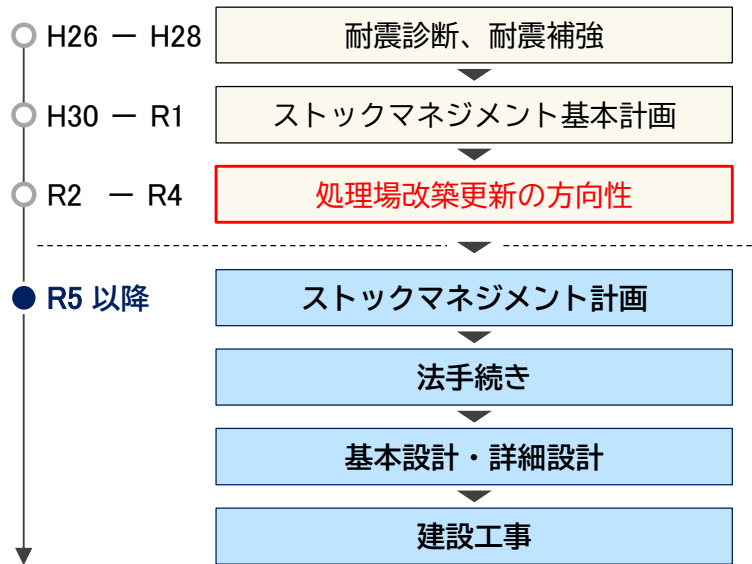 H26 － H28 耐震診断、耐震補強
H30 － R1 ストックマネジメント基本計画
R2 － R4 処理場改築更新の方向性
R5 以降 ストックマネジメント計画
法手続き
基本設計・詳細設計
建設工事